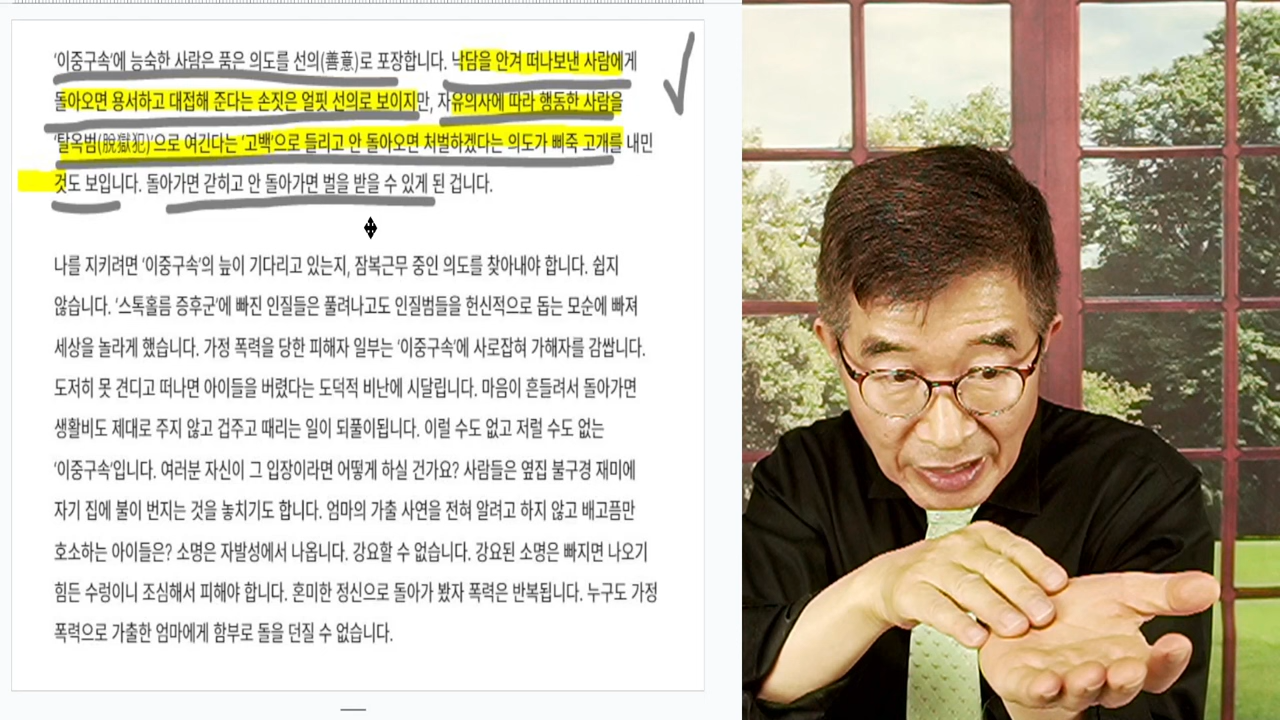 ‘이중구속’에 능숙한 사람은 품은 의도를 선의(善意)로 포장합니다. 낙담을 안겨 떠나보낸 사람에게
돌아오면 용서하고 대접해 준다는 손짓은 얼핏 선의로 보이지만, 자유의사에 따라 행동한 사람을
‘탈옥범(脫獄犯)’으로 여긴다는 ‘고백’으로 들리고 안 돌아오면 처벌하겠다는 의도가 삐죽 고개를 내민
것도 보입니다. 돌아가면 갇히고 안 돌아가면 벌을 받을 수 있게 된 겁니다.
나를 지키려면 ‘이중구속’의 늪이 기다리고 있는지, 잠복근무 중인 의도를 찾아내야 합니다. 쉽지
않습니다. ‘스톡홀름 증후군’에 빠진 인질들은 풀려나고도 인질범들을 헌신적으로 돕는 모순에 빠져
세상을 놀라게 했습니다. 가정 폭력을 당한 피해자 일부는 ‘이중구속’에 사로잡혀 가해자를 감쌉니다.
도저히 못 견디고 떠나면 아이들을 버렸다는 도덕적 비난에 시달립니다. 마음이 흔들려서 돌아가면
생활비도 제대로 주지 않고 겁주고 때리는 일이 되풀이됩니다. 이럴 수도 없고 저럴 수도 없는
‘이중구속’입니다. 여러분 자신이 그 입장이라면 어떻게 하실 건가요? 사람들은 옆집 불구경 재미에
자기 집에 불이 번지는 것을 놓치기도 합니다. 엄마의 가출 사연을 전혀 알려고 하지 않고 배고픔만
호소하는 아이들은? 소명은 자발성에서 나옵니다. 강요할 수 없습니다. 강요된 소명은 빠지면 나오기
힘든 수렁이니 조심해서 피해야 합니다. 혼미한 정신으로 돌아가 봤자 폭력은 반복됩니다. 누구도 가정
폭력으로 가출한 엄마에게 함부로 돌을 던질 수 없습니다.